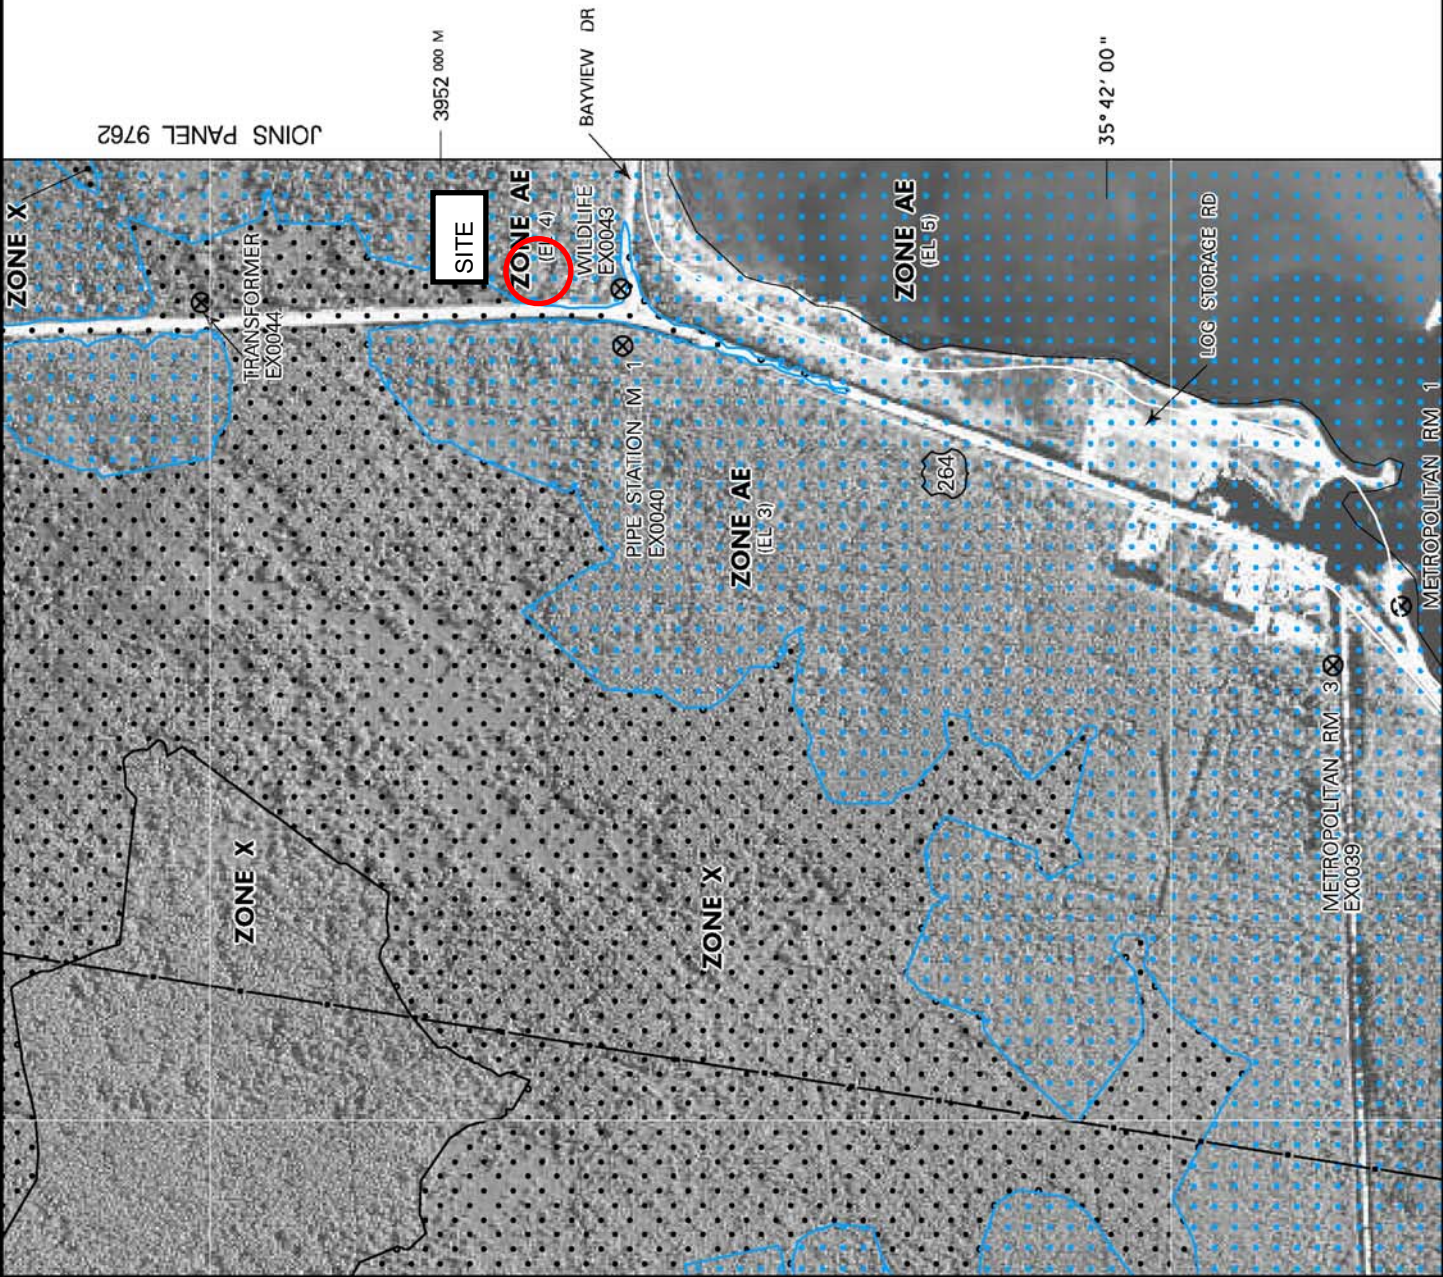 JOINS PANEL 9762
3952 000 M
BAYVIEW DR
35° 42' 00"
ZONE X
TRANSFORMER
EX0044
SITE
ZONE AE
(EL 4)
WILDLIFE
EX0043
ZONE AE
(EL 5)
LOG STORAGE RD
PIPE STATION M 1
EX0040
ZONE AE
(EL 3)
264
METROPOLITAN RM 1
METROPOLITAN RM 3
EX0039
ZONE X
ZONE X